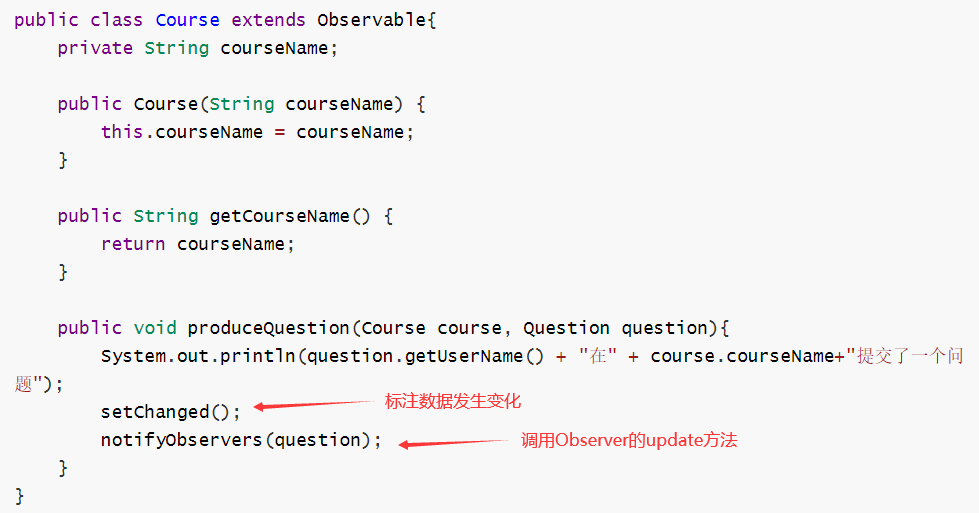 public class Course extends Observable{
    private String courseName;
    public Course(String courseName) {
        this.courseName = courseName;
    }
    public String getCourseName() {
        return courseName;
    }
    public void produceQuestion(Course course, Question question){
        System.out.println(question.getUserName() + "在" + course.courseName+"提交了一个问
题");
        setChanged();
标注数据发生变化
        notifyObservers(question);
调用Observer的update方法
    }
}